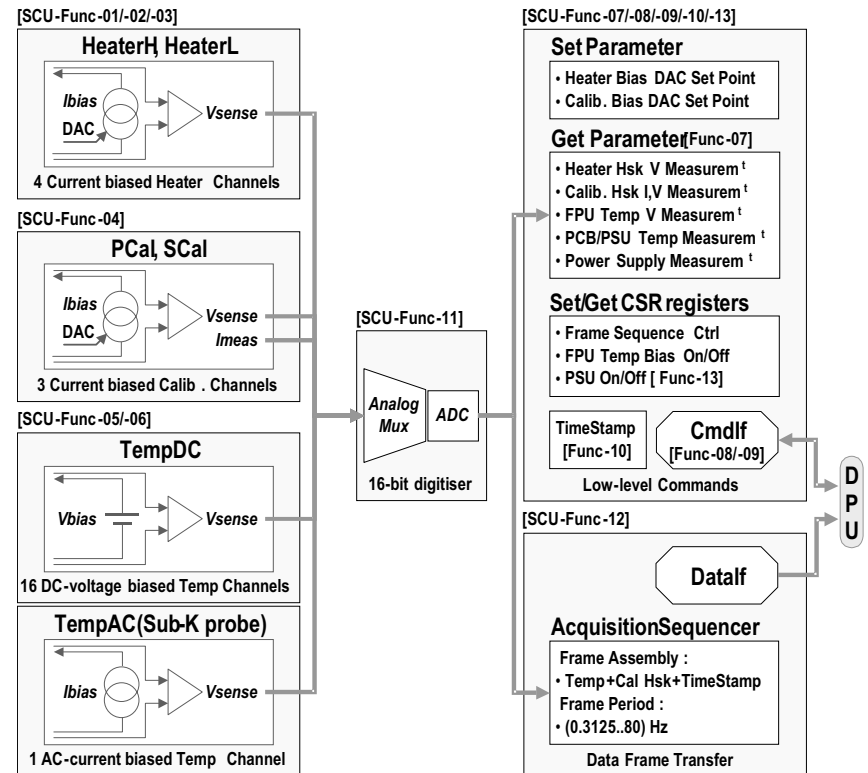 [SCU-Func-01/-02/-03]
HeaterH, HeaterL
Ibias
DAC
Vsense
4 Current biased Heater Channels
[SCU-Func-04]
PCal, SCal
Ibias
DAC
Vsense
Imeas
3 Current biased Calib . Channels
[SCU-Func-05/-06]
TempDC
Vbias
Vsense
16 DC-voltage biased Temp Channels
TempAC(Sub-K probe)
Ibias
Vsense
1 AC-current biased Temp Channel
[SCU-Func-11]
Analog
Mux
ADC
16-bit digitiser
[SCU-Func-07/-08/-09/-10/-13]
Set Parameter
• Heater Bias DAC Set Point
• Calib. Bias DAC Set Point
Get Parameter[Func-07]
• Heater Hsk V Measurem t
• Calib. Hsk I,V Measurem t
• FPU Temp V Measurem t
• PCB/PSU Temp Measurem t
• Power Supply Measurem t
Set/Get CSR registers
• Frame Sequence Ctrl
• FPU Temp Bias On/Off
• PSU On/Off [ Func-13]
TimeStamp
[Func-10]
CmdIf
[Func-08/-09]
Low-level Commands
D
P
U
[SCU-Func-12]
DataIf
AcquisitionSequencer
Frame Assembly :
• Temp+Cal Hsk+TimeStamp
Frame Period :
• (0.3125..80) Hz
Data Frame Transfer